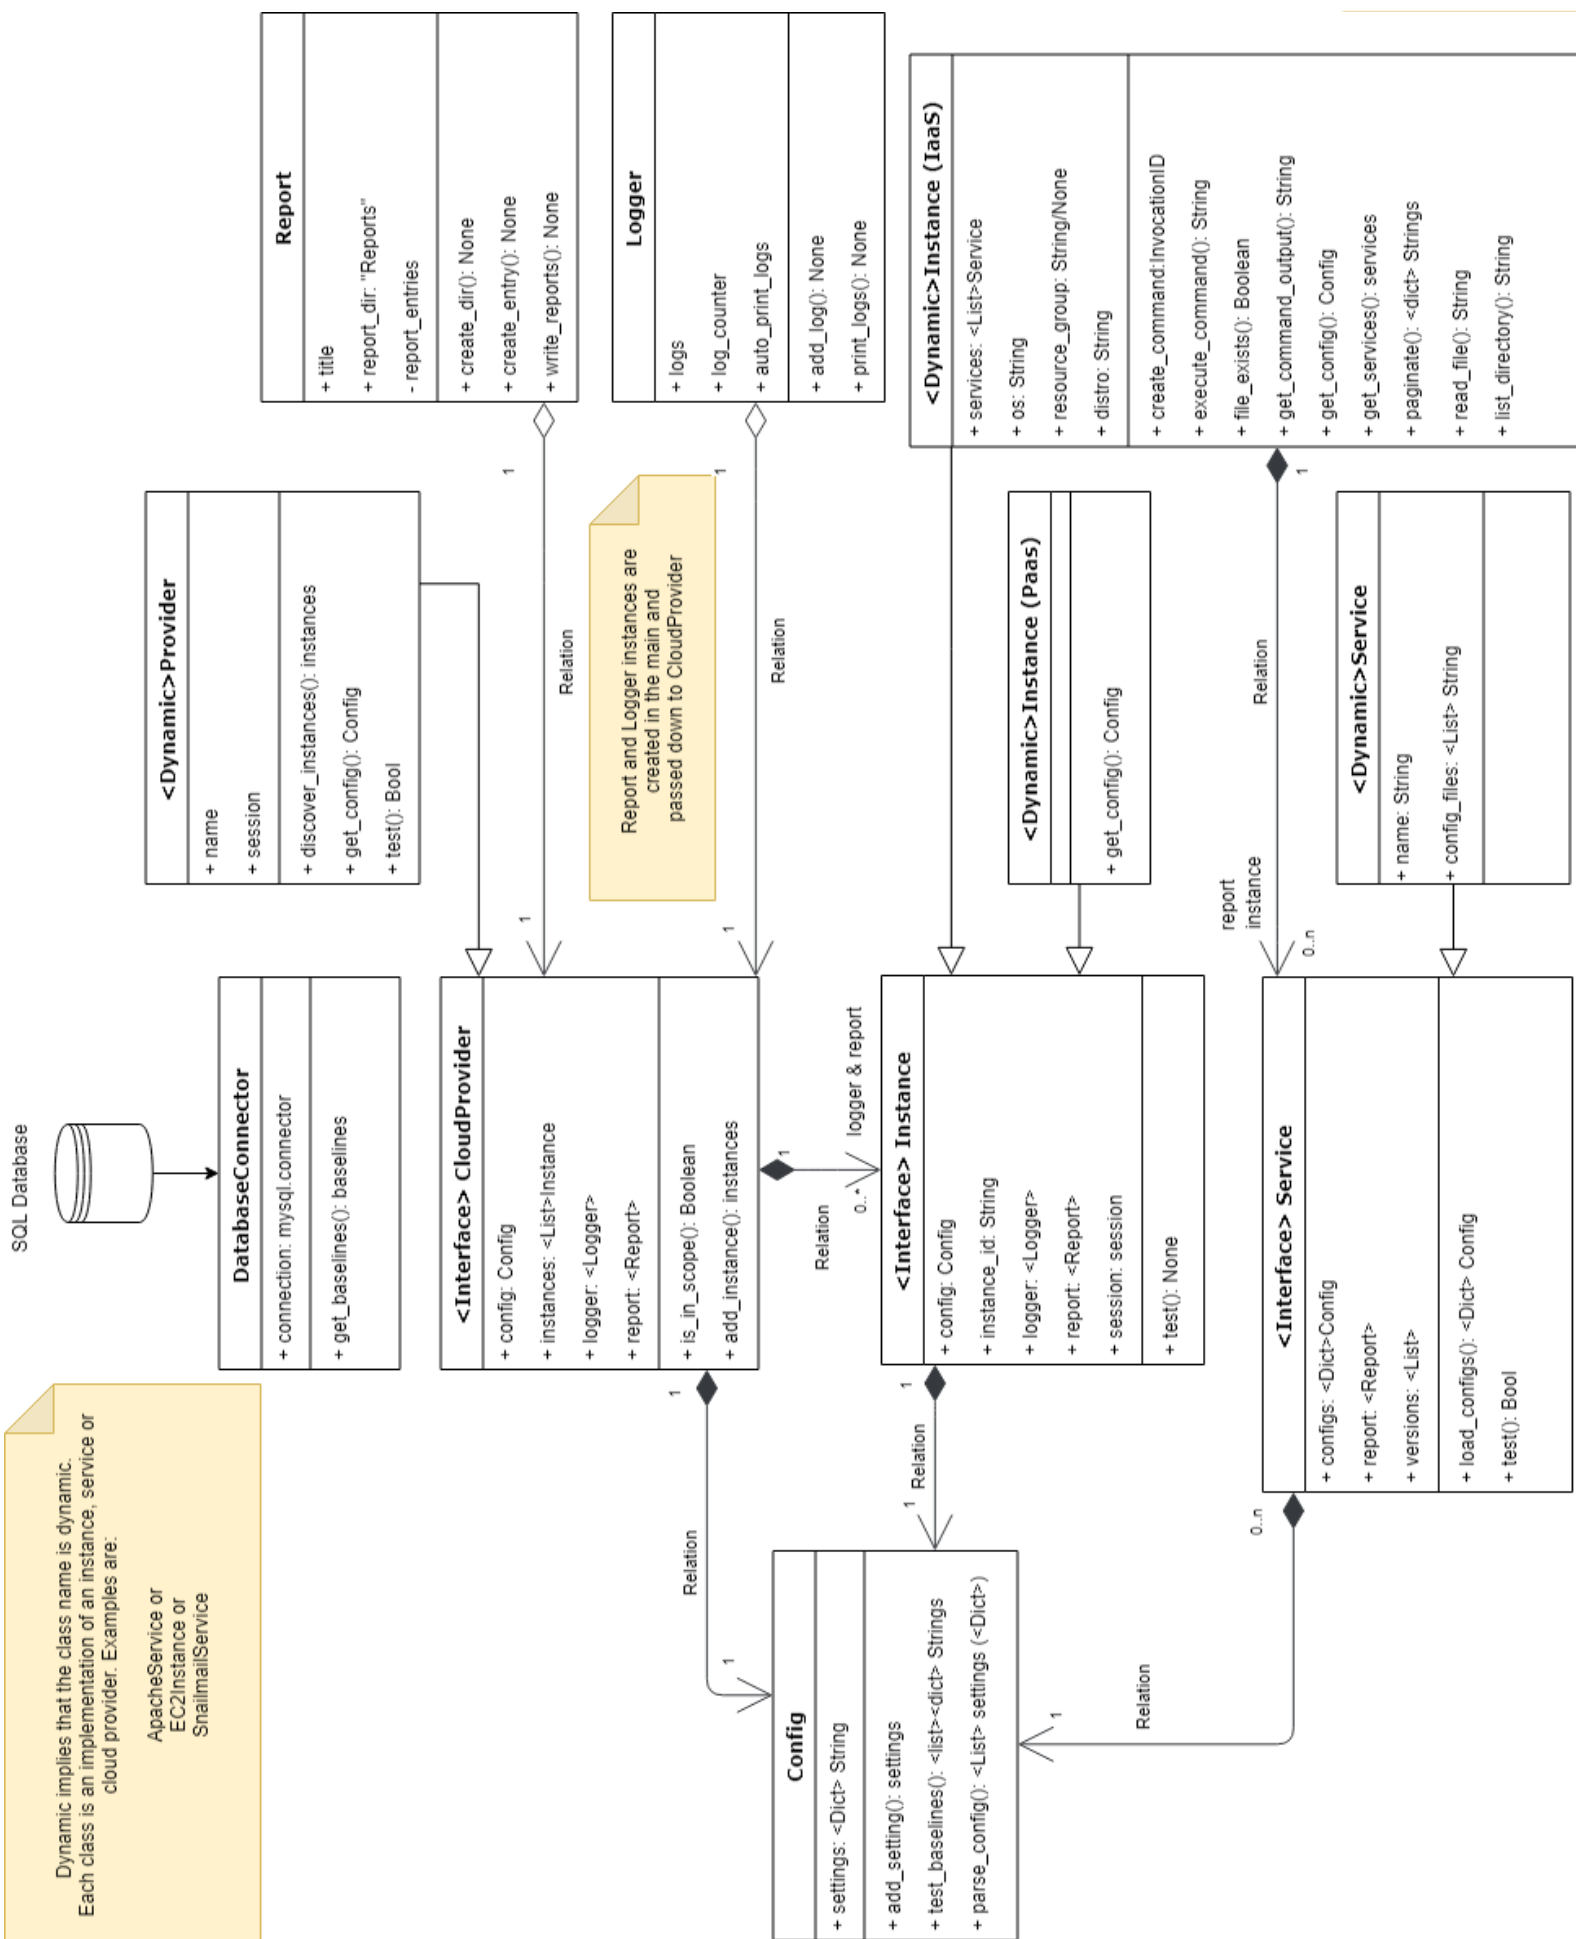 SQL Database
Dynamic implies that the class name is dynamic.
Each class is an implementation of an instance, service or
cloud provider. Examples are:
ApacheService or
EC2Instance or
SnailmailService
DatabaseConnector
+ connection: mysql.connector
+ get_baselines(): baselines
<Dynamic>Provider
+ name
+ session
+ discover_instances(): instances
+ get_config(): Config
+ test(): Bool
Report
+ title
+ report_dir: "Reports"
- report_entries
+ create_dir(): None
+ create_entry(): None
+ write_reports(): None
<Interface> CloudProvider
+ config: Config
+ instances: <List>Instance
+ logger: <Logger>
+ report: <Report>
+ is_in_scope(): Boolean
+ add_instance(): instances
1
Relation
1
Report and Logger instances are
created in the main and
passed down to CloudProvider
Logger
+ logs
+ log_counter
+ auto_print_logs
+ add_log(): None
+ print_logs(): None
1
Relation
1
1
Relation
1
1
Relation
0..*
logger & report
Config
+ settings: <Dict> String
+ add_setting(): settings
+ test_baselines(): <list><dict> Strings
+ parse_config(): <List> settings (<Dict>)
1
Relation
1
<Interface> Instance
+ config: Config
+ instance_id: String
+ logger: <Logger>
+ report: <Report>
+ session: session
+ test(): None
<Dynamic>Instance (Paas)
+ get_config(): Config
<Dynamic>Instance (IaaS)
+ services: <List>Service
+ os: String
+ resource_group: String/None
+ distro: String
+ create_command:InvocationID
+ execute_command(): String
+ file_exists(): Boolean
+ get_command_output(): String
+ get_config(): Config
+ get_services(): services
+ paginate(): <dict> Strings
+ read_file(): String
+ list_directory(): String
1
Relation
report
instance
0..n
1
Relation
0..n
<Interface> Service
+ configs: <Dict>Config
+ report: <Report>
+ versions: <List>
+ load_configs(): <Dict> Config
+ test(): Bool
<Dynamic>Service
+ name: String
+ config_files: <List> String